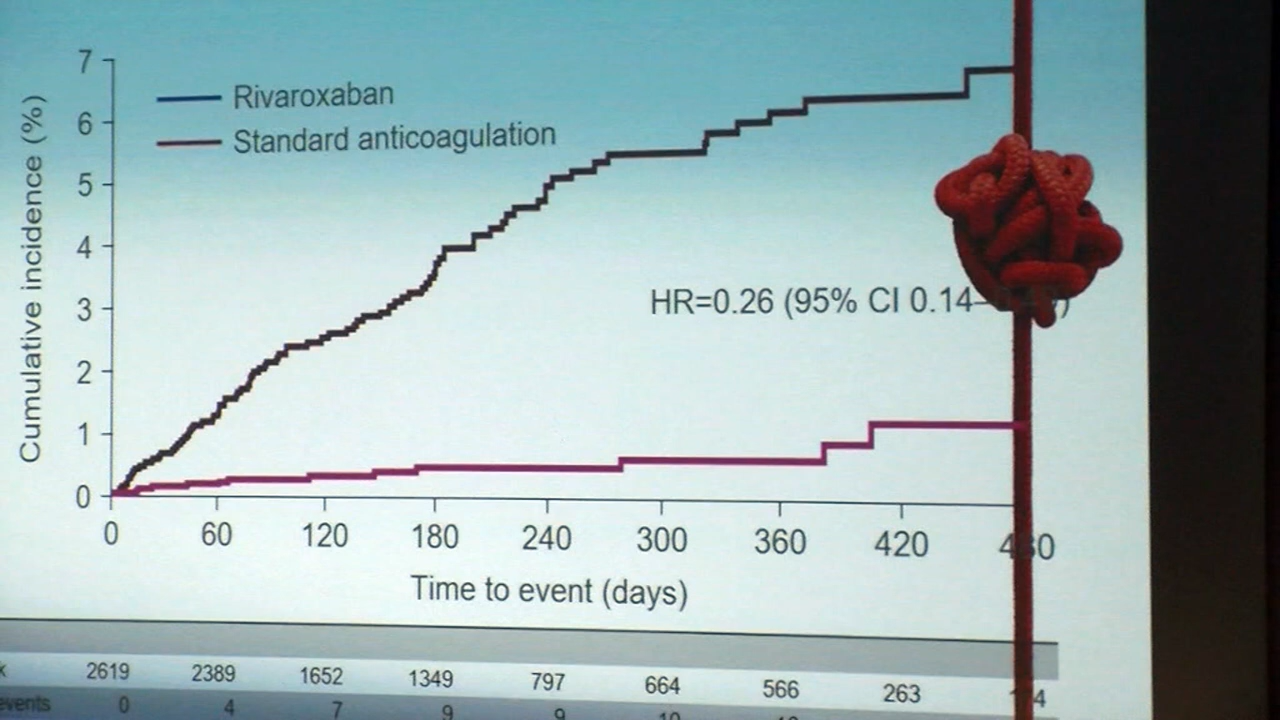 7
Rivaroxaban
6
Standard anticoagulation
5
4
3
2
1
0
Cumulative incidence (%)
HR=0.26 (95% CI 0.14–
0 60 120 180 240 300 360 420
Time to event (days)
2619 2389 1652 1349 797 664 566 263
events 0 4 7 9 9 10